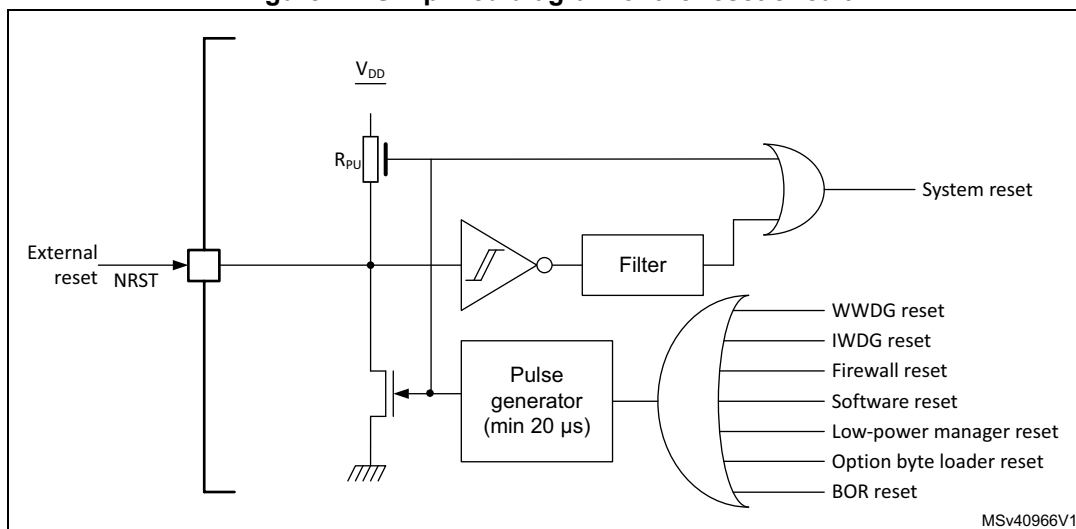 V_DD
R_PU
System reset
External
reset
NRST
Filter
WWDG reset
IWDG reset
Firewall reset
Pulse
generator
(min 20 µs)
Software reset
Low-power manager reset
Option byte loader reset
BOR reset
MSv40966V1